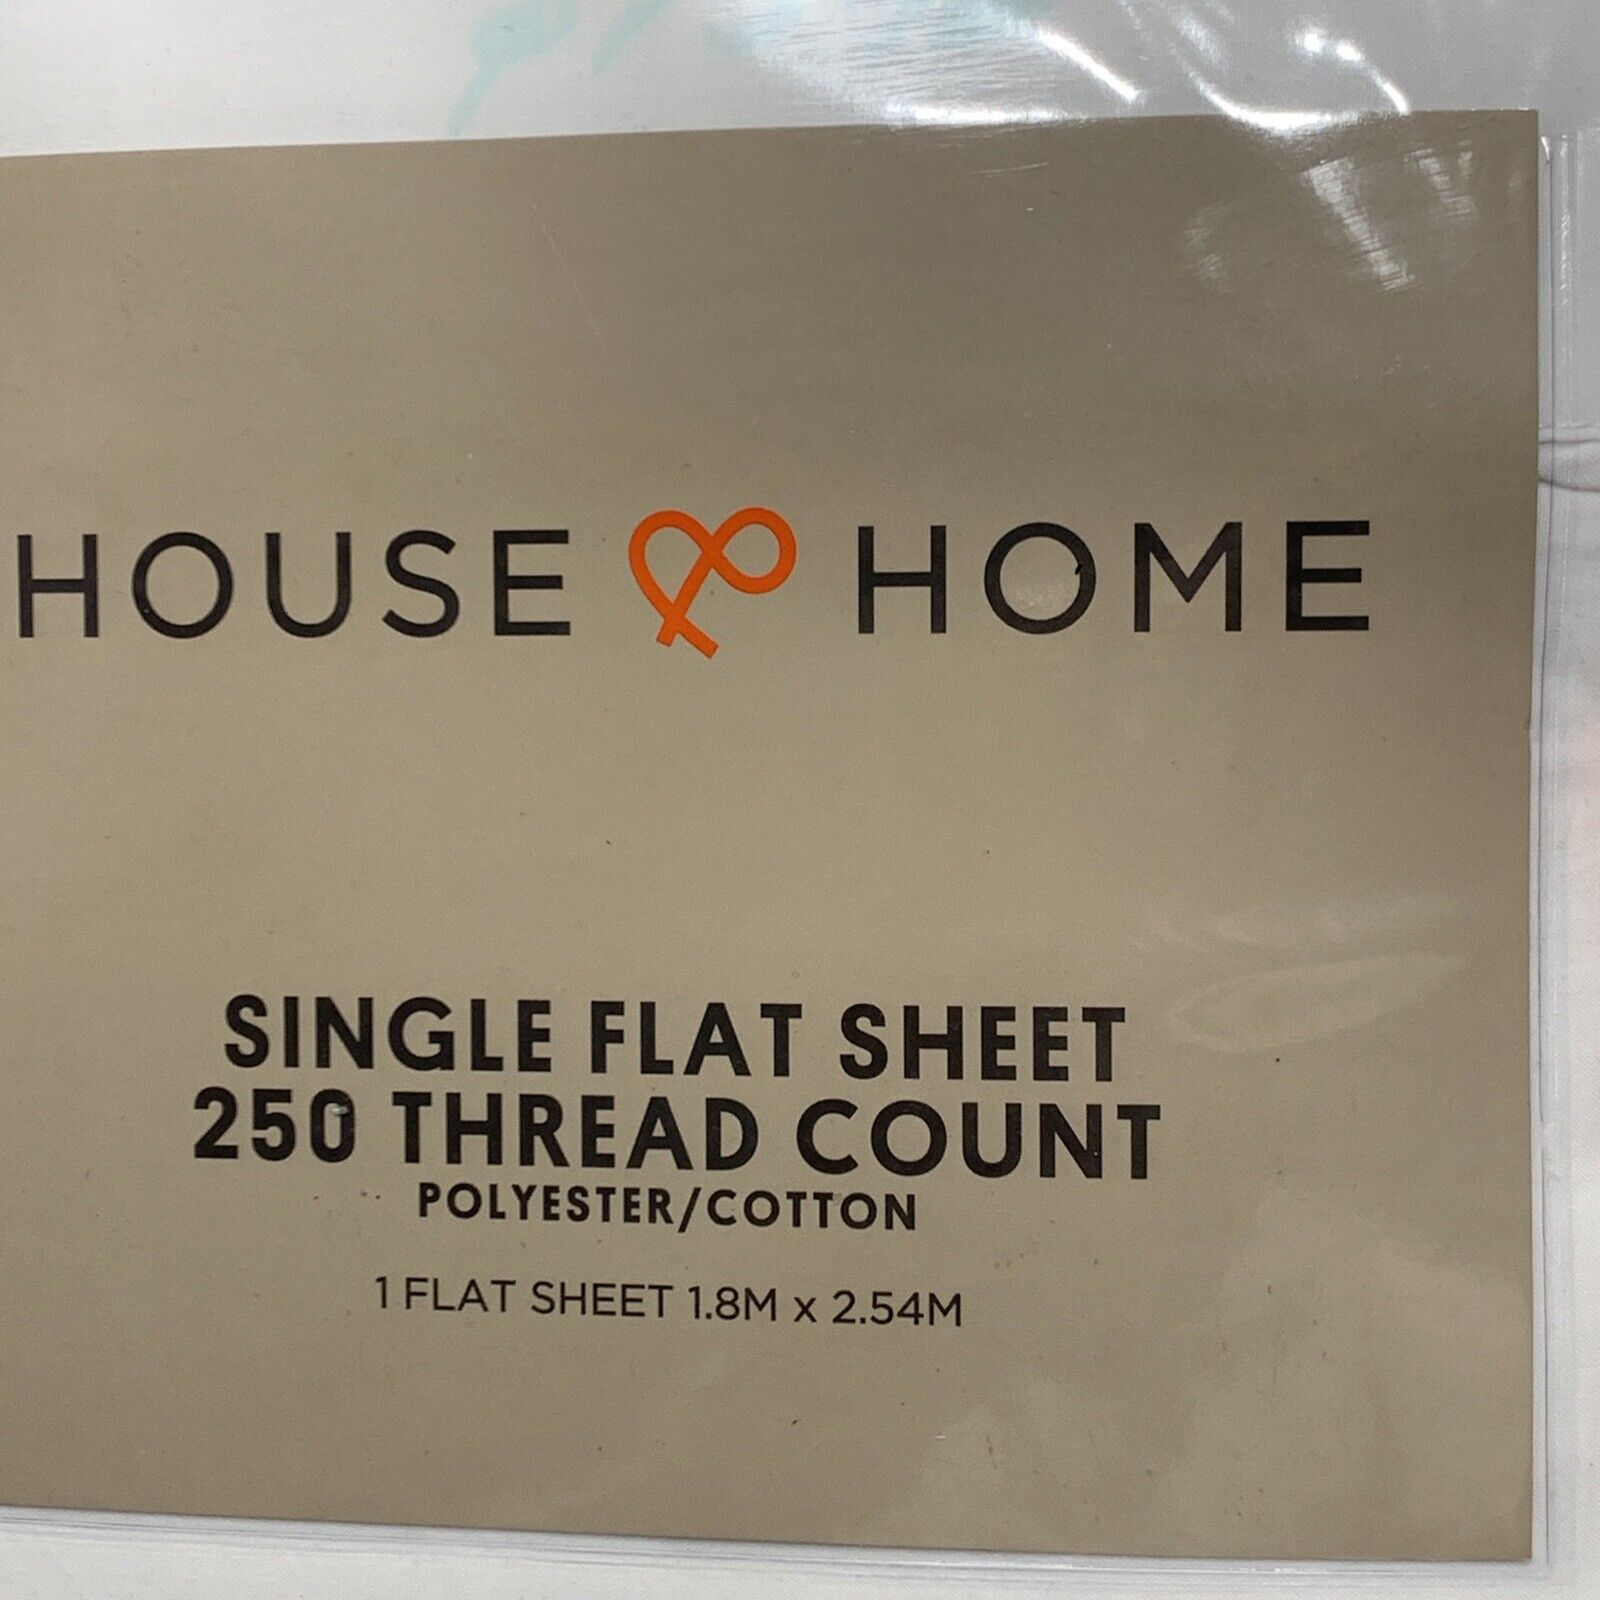 HOUSE & HOME
SINGLE FLAT SHEET
250 THREAD COUNT
POLYESTER/COTTON
1 FLAT SHEET 1.8M x 2.54M